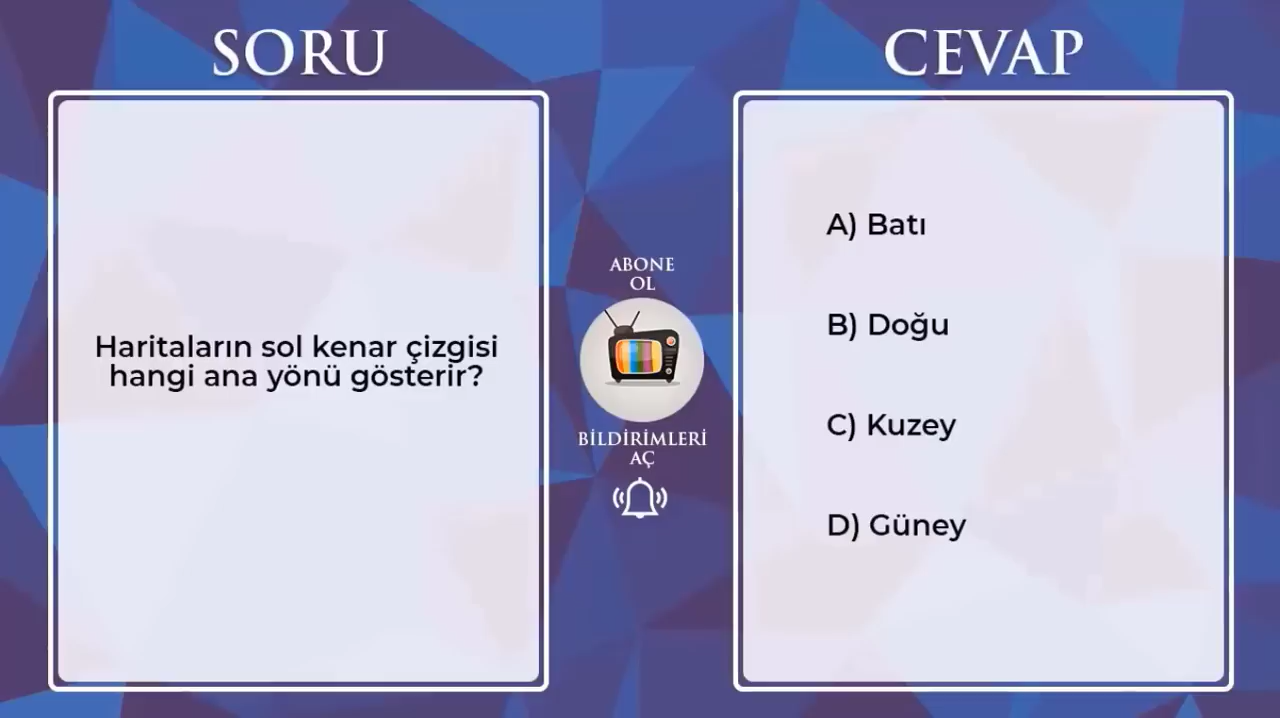 SORU
CEVAP
Haritaların sol kenar çizgisi
hangi ana yönü gösterir?
ABONE
OL
BİLDİRİMLERİ
AÇ
A) Batı
B) Doğu
C) Kuzey
D) Güney